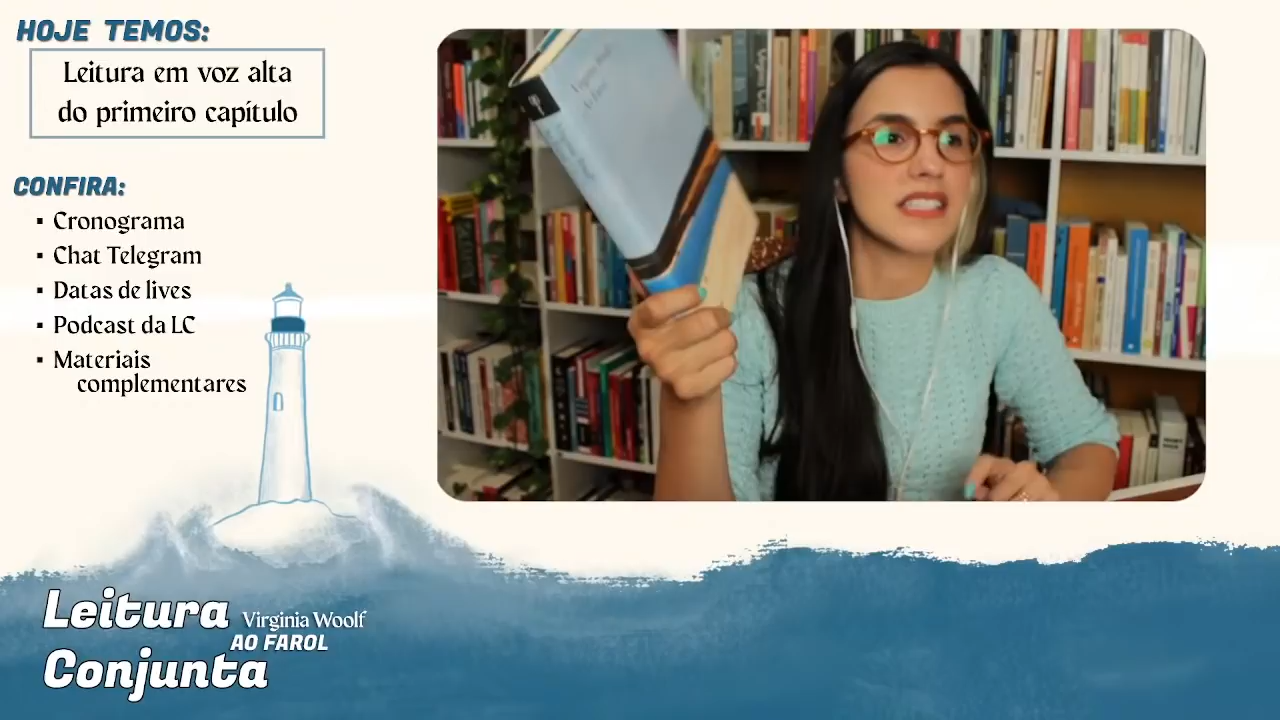 HOJE TEMOS:
Leitura em voz alta
do primeiro capítulo
CONFIRA:
▪ Cronograma
▪ Chat Telegram
▪ Datas de lives
▪ Podcast da LC
▪ Materiais
complementares
Leitura
Virginia Woolf
AO FAROL
Conjunta